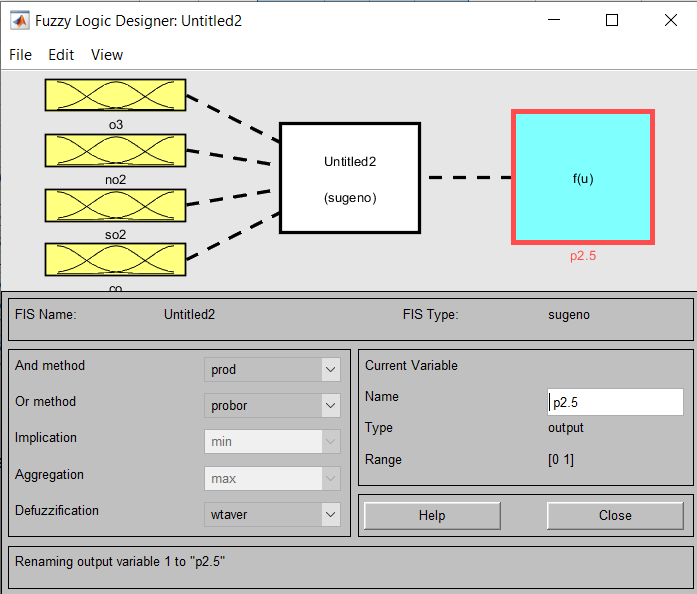 Fuzzy Logic Designer: Untitled2
File Edit View
o3
no2
so2
co
Untitled2
(sugeno)
f(u)
p2.5
FIS Name: Untitled2 FIS Type: sugeno
And method prod
Or method probor
Implication min
Aggregation max
Defuzzification wtaver
Current Variable
Name p2.5
Type output
Range [0 1]
Help Close
Renaming output variable 1 to "p2.5"